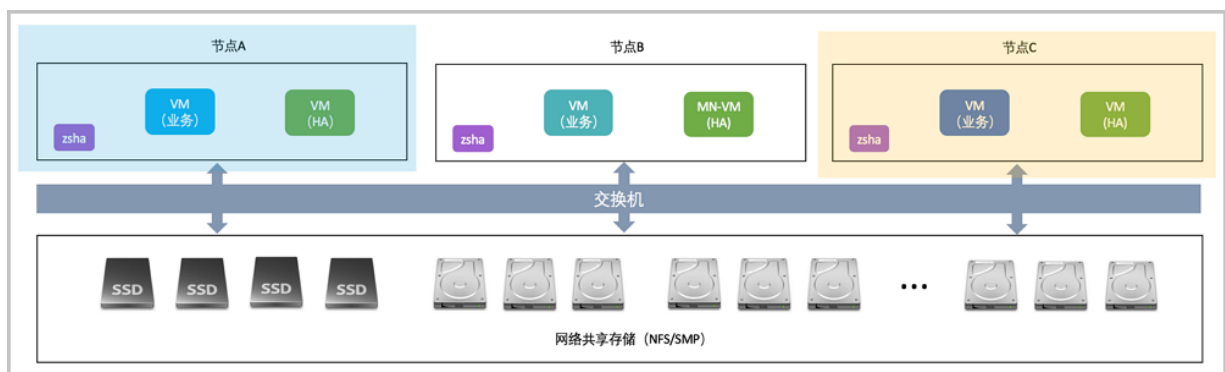 节点A
节点B
节点C
VM
(业务)
VM
(HA)
zsha
VM
(业务)
MN-VM
(HA)
zsha
VM
(业务)
VM
(HA)
zsha
交换机
SSD
SSD
SSD
SSD
...
网络共享存储（NFS/SMP）